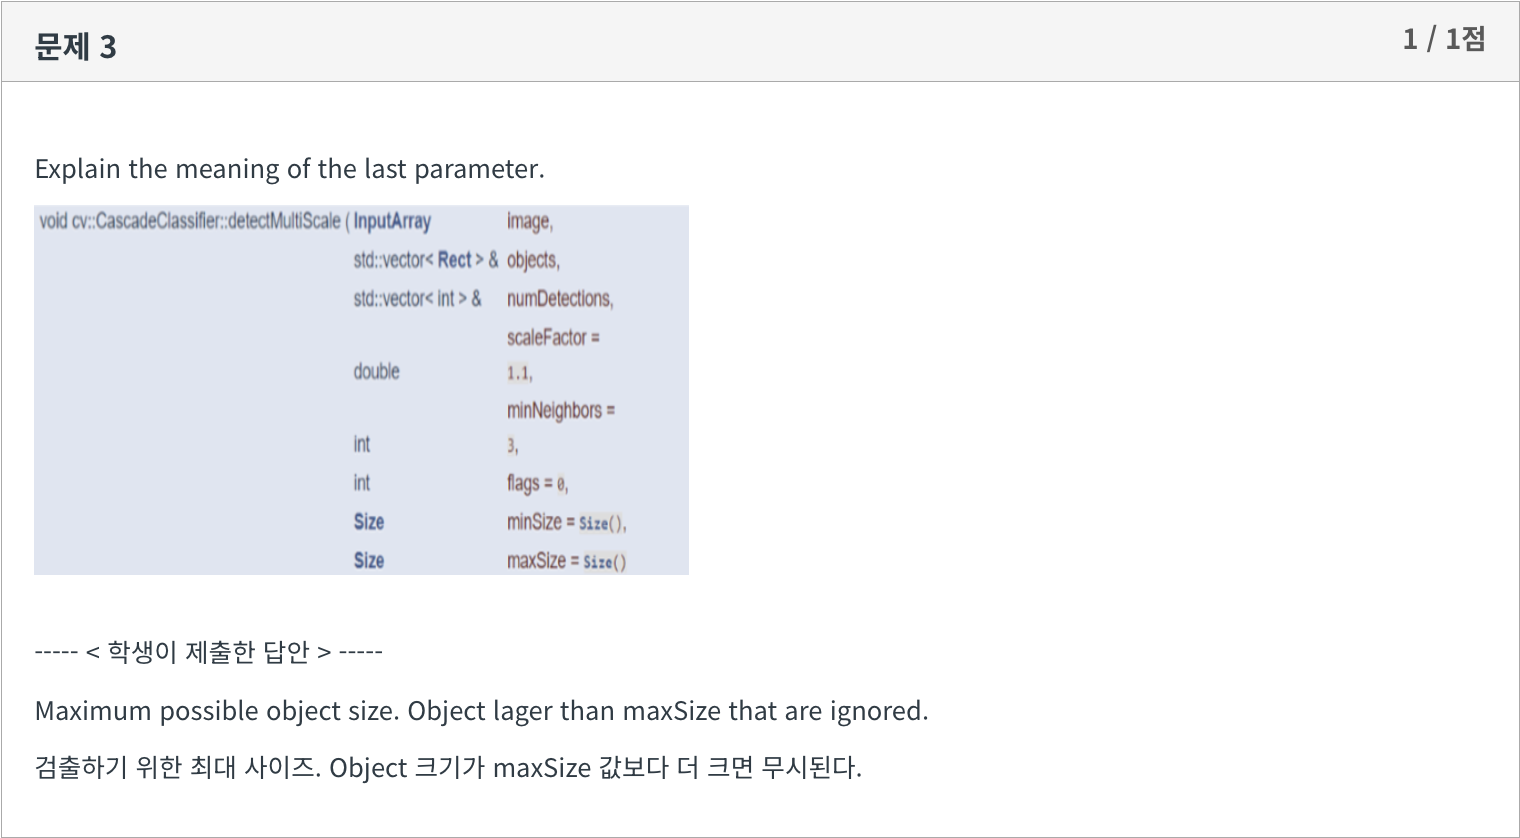 문제 3
1 / 1점
Explain the meaning of the last parameter.
void cv::CascadeClassifier::detectMultiScale ( InputArray image,
std::vector< Rect > & objects,
std::vector< int > & numDetections,
scaleFactor =
double 1.1,
minNeighbors =
int 3,
int flags = 0,
Size minSize = Size(),
Size maxSize = Size()
----- < 학생이 제출한 답안 > -----
Maximum possible object size. Object lager than maxSize that are ignored.
검출하기 위한 최대 사이즈. Object 크기가 maxSize 값보다 더 크면 무시된다.